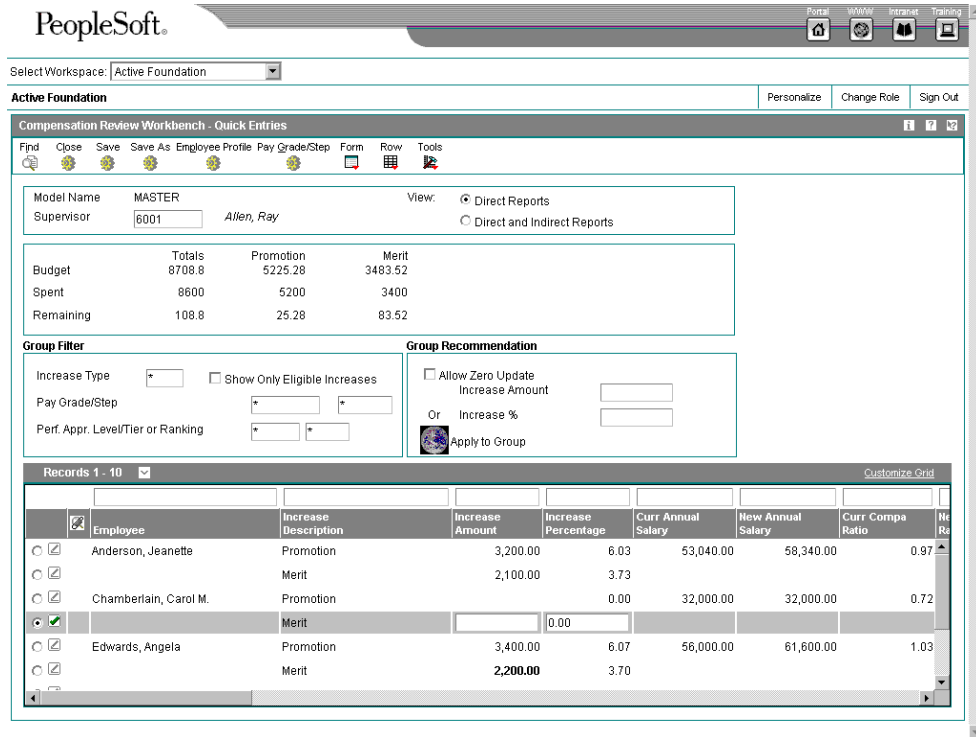 Portal WWW Intranet Training
PeopleSoft.
Select Workspace: Active Foundation
Active Foundation Personalize Change Role Sign Out
Compensation Review Workbench - Quick Entries
Find Close Save Save As Employee Profile Pay Grade/Step Form Row Tools
Model Name MASTER View: Direct Reports
Supervisor 6001 Allen, Ray Direct and Indirect Reports
Totals Promotion Merit
Budget 8708.8 5225.28 3483.52
Spent 8600 5200 3400
Remaining 108.8 25.28 83.52
Group Filter Group Recommendation
Increase Type * Show Only Eligible Increases
Pay Grade/Step * *
Perf. Appr. Level/Tier or Ranking * *
Allow Zero Update
Increase Amount
Or Increase %
Apply to Group
Records 1 - 10 Customize Grid
Employee Increase Description Increase Amount Increase Percentage Curr Annual Salary New Annual Salary Curr Compa Ratio Ne Ra
Anderson, Jeanette Promotion 3,200.00 6.03 53,040.00 58,340.00 0.97
Merit 2,100.00 3.73
Chamberlain, Carol M. Promotion 0.00 32,000.00 32,000.00 0.72
Merit 0.00
Edwards, Angela Promotion 3,400.00 6.07 56,000.00 61,600.00 1.03
Merit 2,200.00 3.70